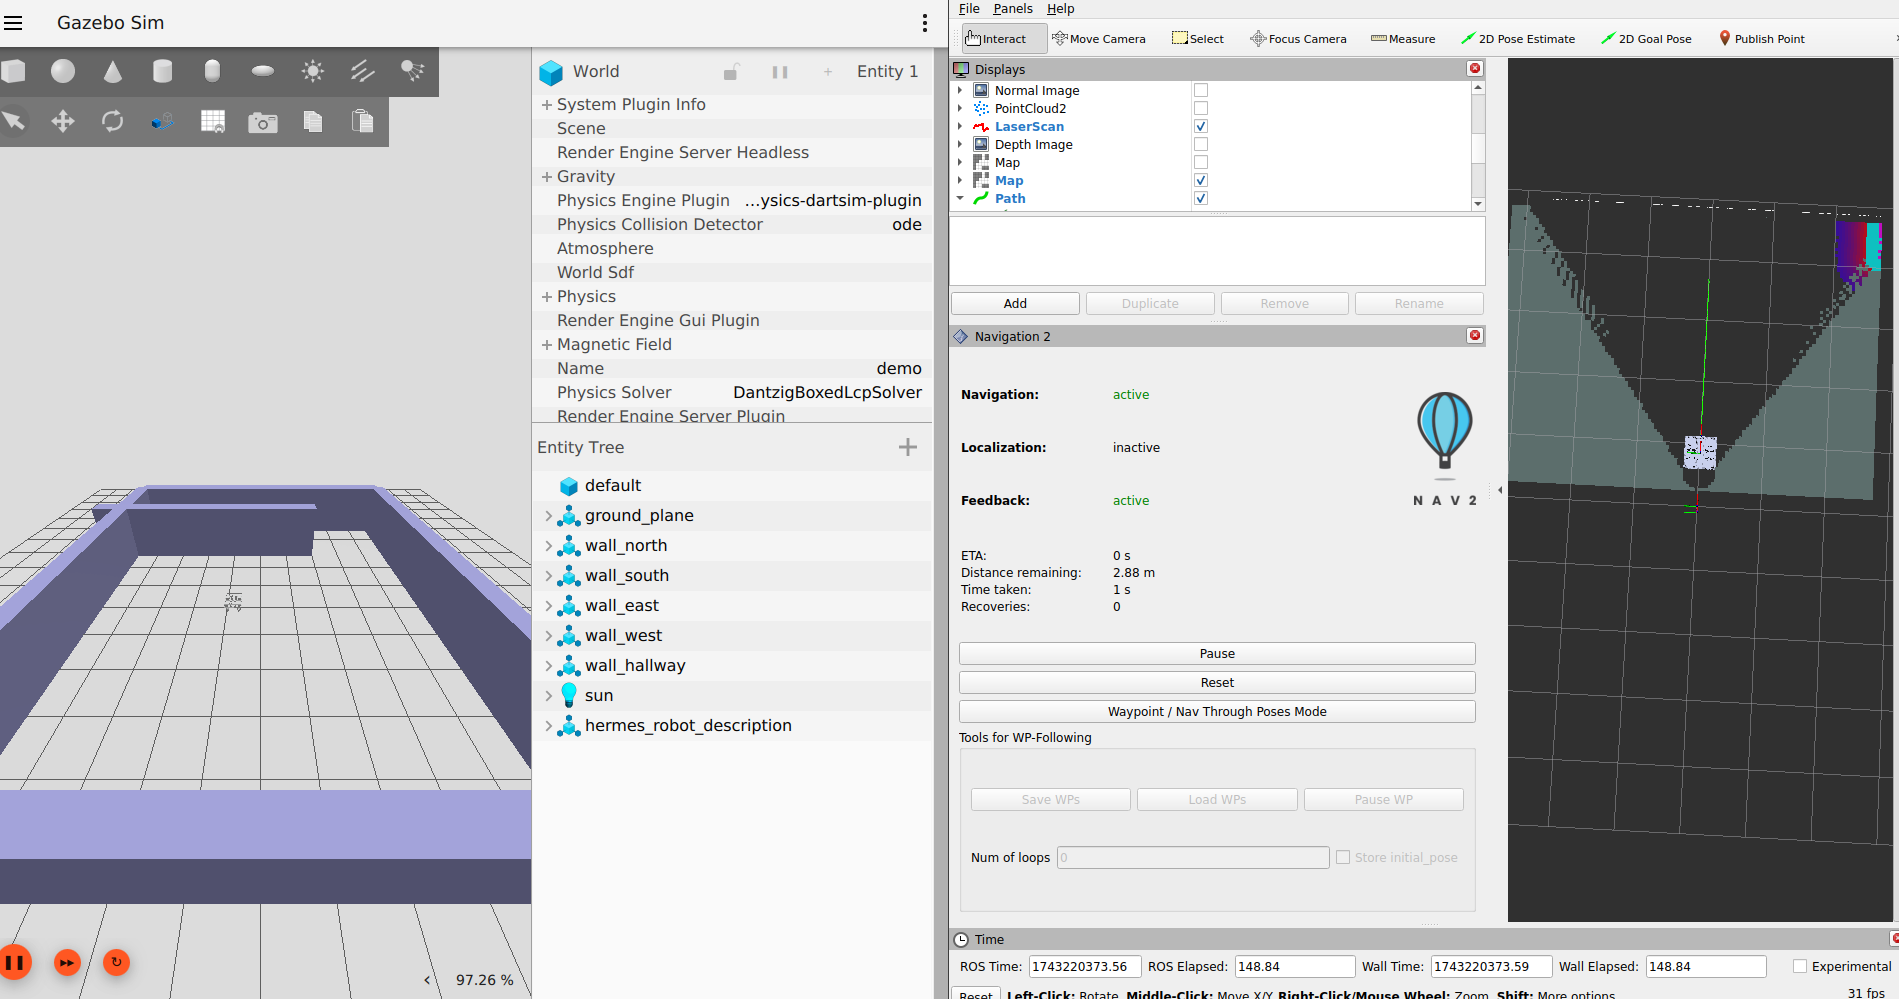 Gazebo Sim
World
Entity 1
System Plugin Info
Scene
Render Engine Server Headless
Gravity
Physics Engine Plugin ...ysics-dartsim-plugin
Physics Collision Detector ode
Atmosphere
World Sdf
Physics
Render Engine Gui Plugin
Magnetic Field
Name demo
Physics Solver DantzigBoxedLcpSolver
Render Engine Server Plugin
Entity Tree
default
ground_plane
wall_north
wall_south
wall_east
wall_west
wall_hallway
sun
hermes_robot_description
97.26 %
File Panels Help
Interact Move Camera Select Focus Camera Measure 2D Pose Estimate 2D Goal Pose Publish Point
Displays
Normal Image
PointCloud2
LaserScan
Depth Image
Map
Map
Path
Add Duplicate Remove Rename
Navigation 2
Navigation: active
Localization: inactive
Feedback: active
NAV2
ETA: 0 s
Distance remaining: 2.88 m
Time taken: 1 s
Recoveries: 0
Pause
Reset
Waypoint / Nav Through Poses Mode
Tools for WP-Following
Save WPs Load WPs Pause WP
Num of loops 0 Store initial_pose
Time
ROS Time: 1743220373.56 ROS Elapsed: 148.84 Wall Time: 1743220373.59 Wall Elapsed: 148.84 Experimental
Reset Left-Click: Rotate. Middle-Click: Move X/Y. Right-Click/Mouse Wheel: Zoom. Shift: More options. 31 fps